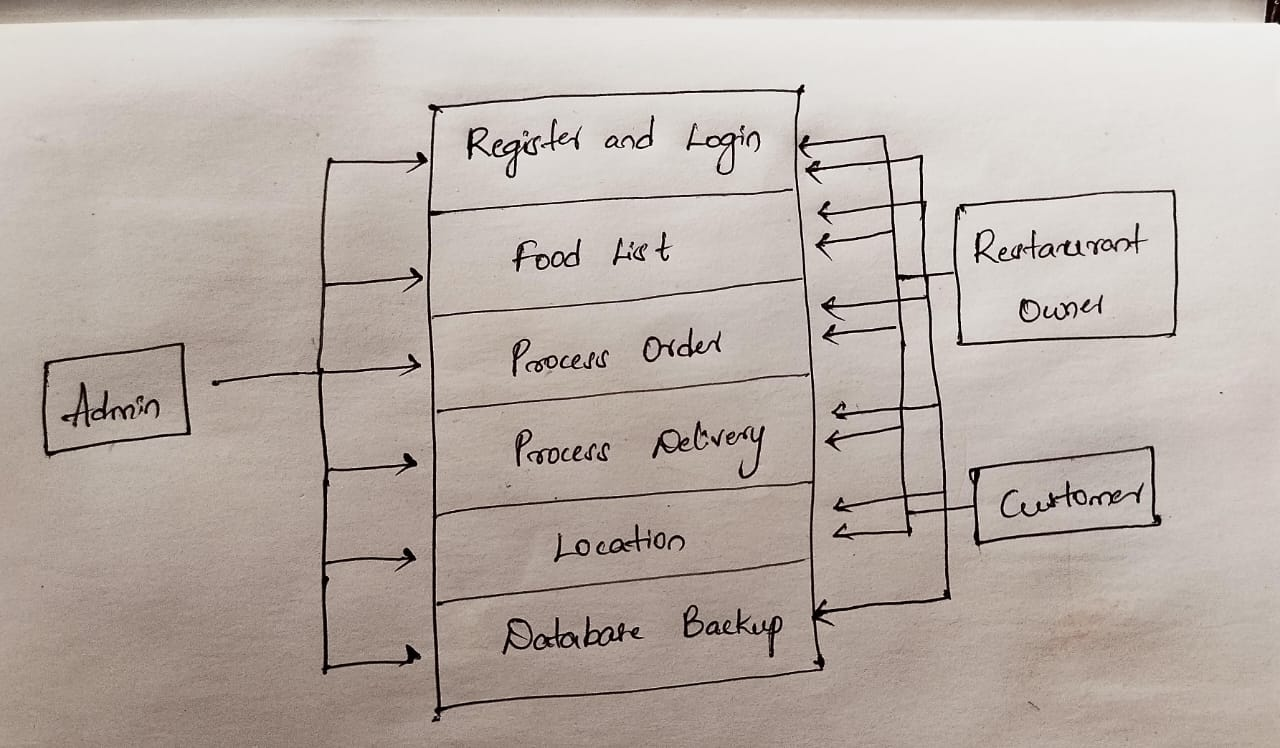 Register and Login
Food List
Process Order
Process Delivery
Location
Database Backup
Admin
Restaurant
Owner
Customer